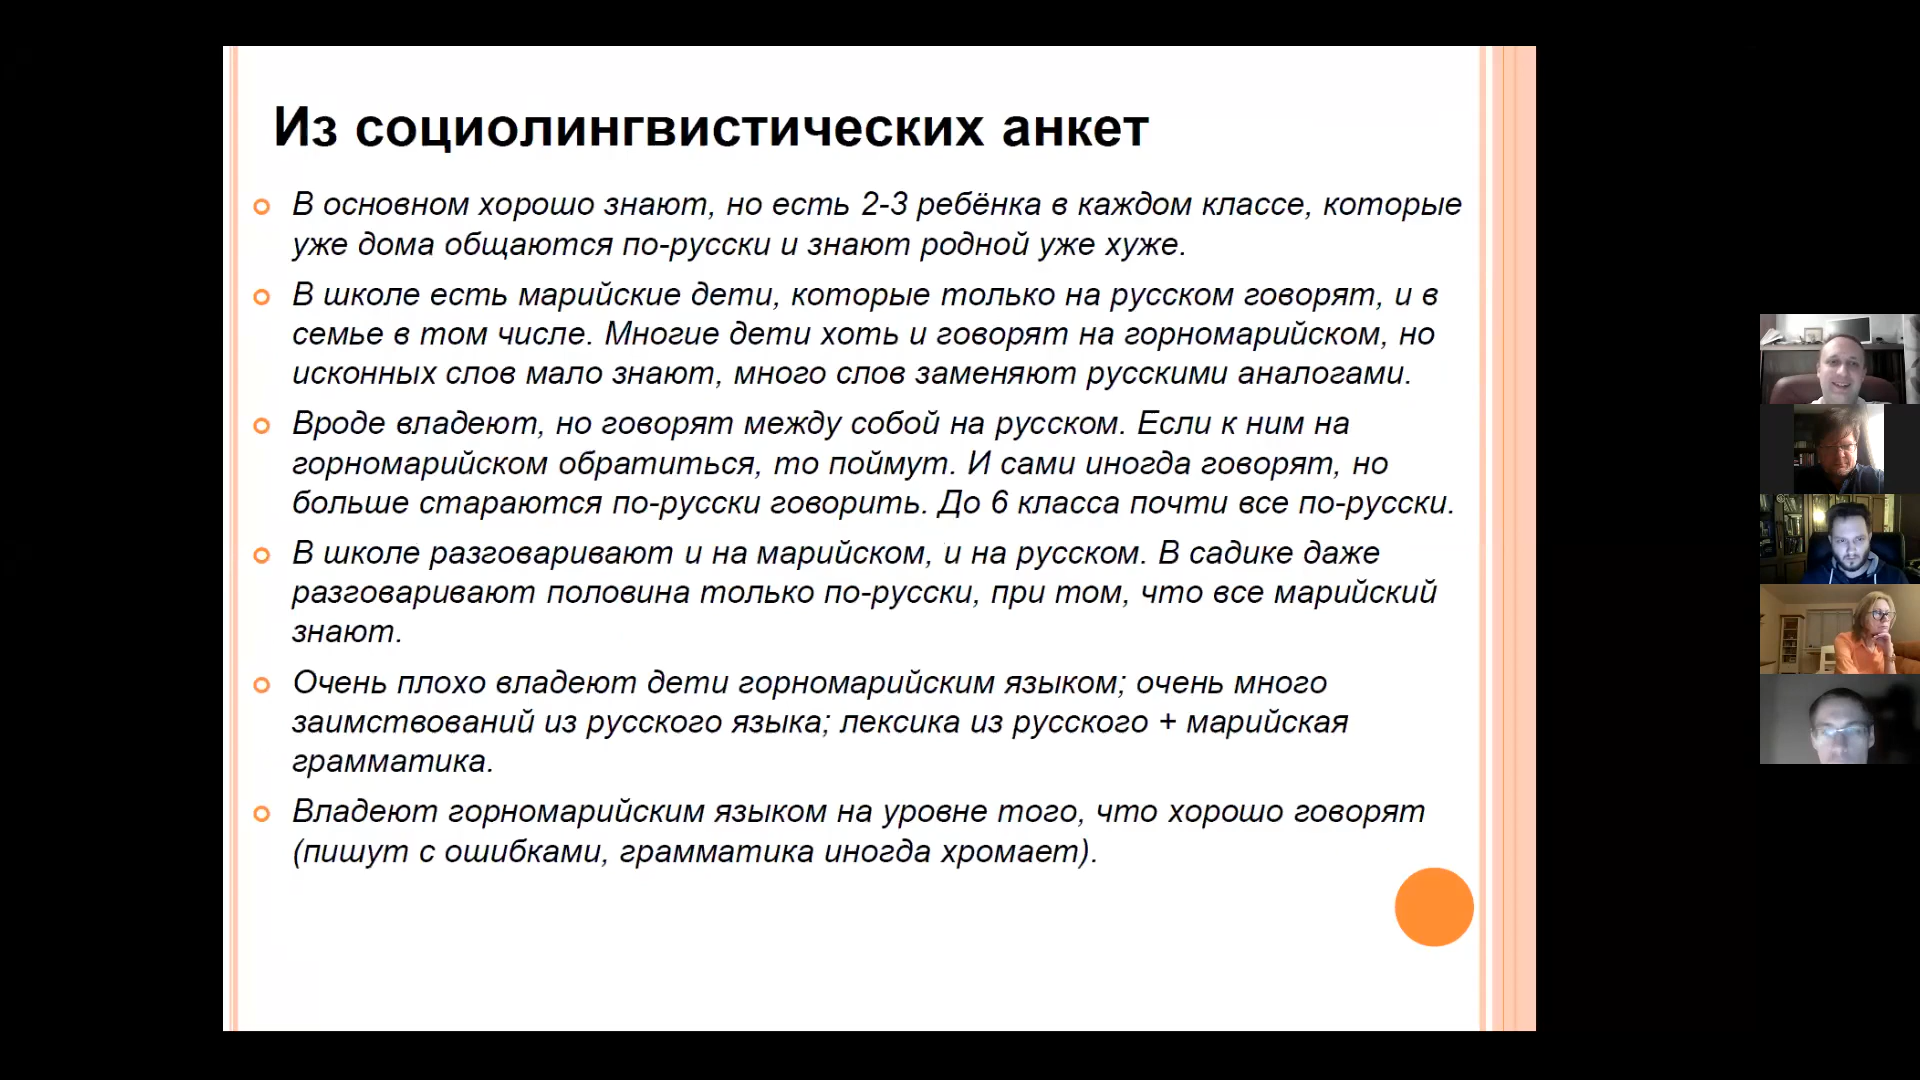 Из социолингвистических анкет
В основном хорошо знают, но есть 2-3 ребёнка в каждом классе, которые
уже дома общаются по-русски и знают родной уже хуже.
В школе есть марийские дети, которые только на русском говорят, и в
семье в том числе. Многие дети хоть и говорят на горномарийском, но
исконных слов мало знают, много слов заменяют русскими аналогами.
Вроде владеют, но говорят между собой на русском. Если к ним на
горномарийском обратиться, то поймут. И сами иногда говорят, но
больше стараются по-русски говорить. До 6 класса почти все по-русски.
В школе разговаривают и на марийском, и на русском. В садике даже
разговаривают половина только по-русски, при том, что все марийский
знают.
Очень плохо владеют дети горномарийским языком; очень много
заимствований из русского языка; лексика из русского + марийская
грамматика.
Владеют горномарийским языком на уровне того, что хорошо говорят
(пишут с ошибками, грамматика иногда хромает).